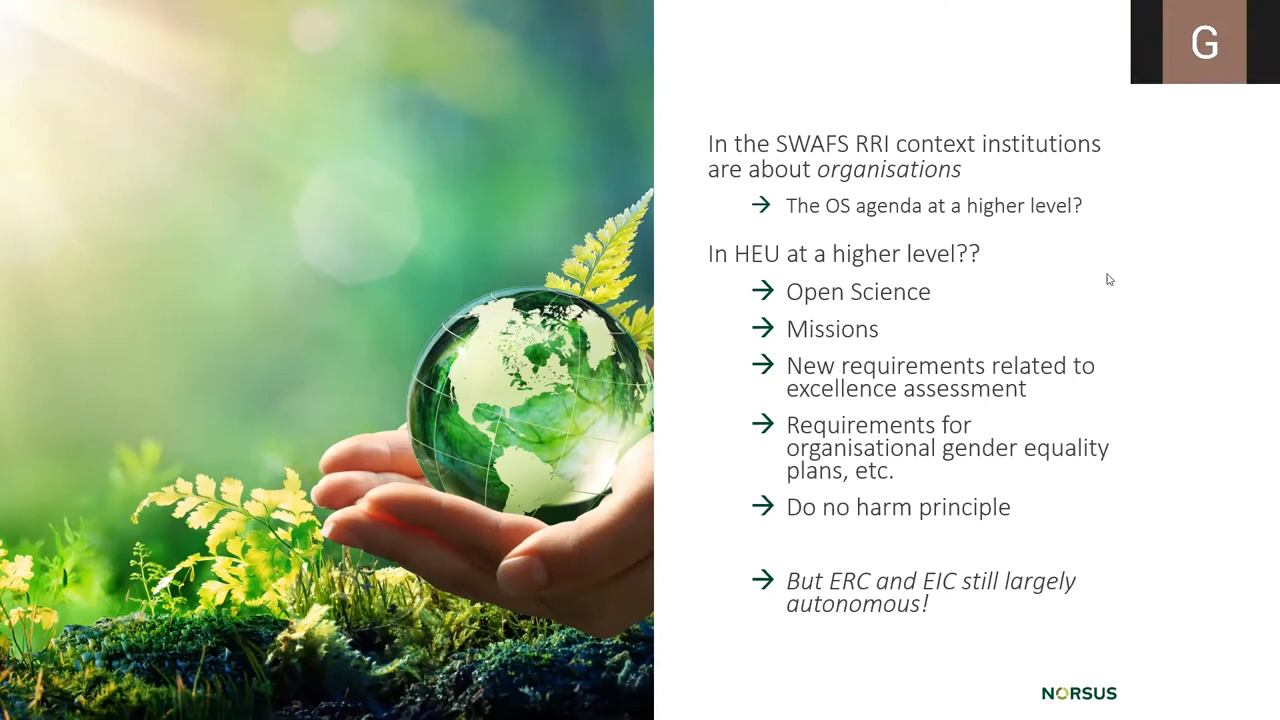 G
In the SWAFS RRI context institutions
are about organisations
→ The OS agenda at a higher level?
In HEU at a higher level??
→ Open Science
→ Missions
→ New requirements related to
excellence assessment
→ Requirements for
organisational gender equality
plans, etc.
→ Do no harm principle
→ But ERC and EIC still largely
autonomous!
NORSUS